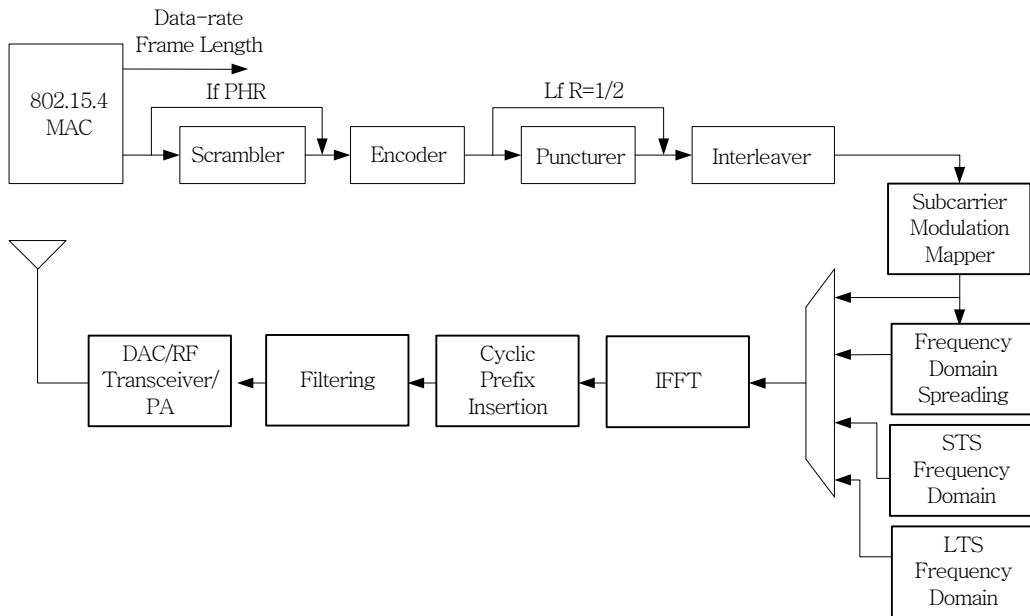 Data-rate
Frame Length
802.15.4
MAC
If PHR
Scrambler
Encoder
Lf R=1/2
Puncturer
Interleaver
Subcarrier
Modulation
Mapper
DAC/RF
Transceiver/
PA
Filtering
Cyclic
Prefix
Insertion
IFFT
Frequency
Domain
Spreading
STS
Frequency
Domain
LTS
Frequency
Domain